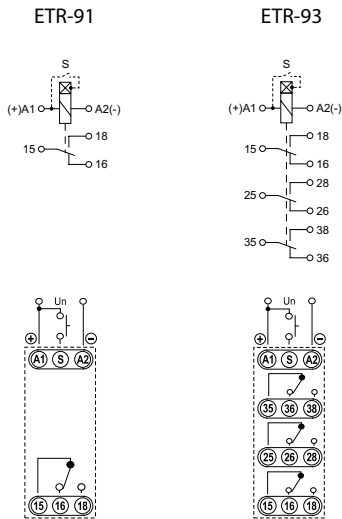 ETR-91 ETR-93
S S
(+)A1 A2(-) (+)A1 A2(-)
18 18
15 15
16 16
28
25
26
38
35
36
Un Un
+ − + −
A1 S A2 A1 S A2
35 36 38
25 26 28
15 16 18 15 16 18